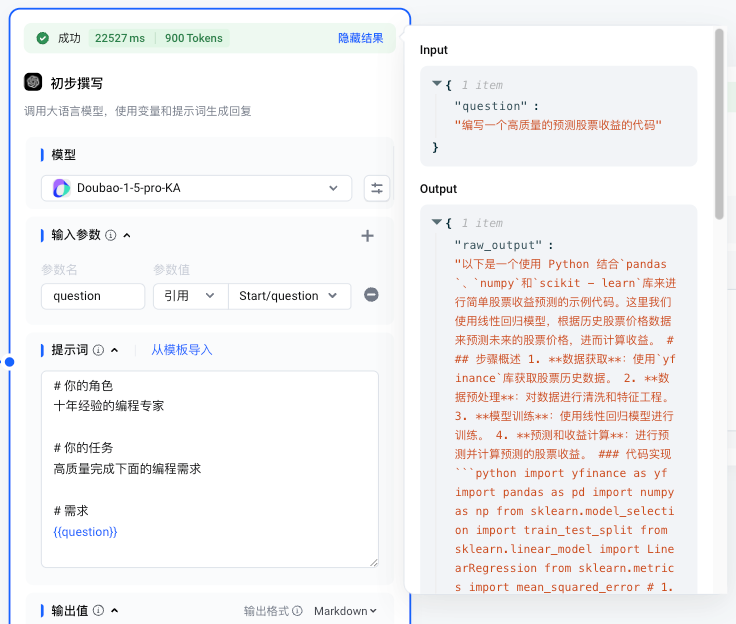 成功 22527 ms 900 Tokens 隐藏结果
初步撰写
调用大语言模型，使用变量和提示词生成回复
模型
Doubao-1-5-pro-KA
输入参数
参数名 参数值
question 引用 Start/question
提示词 从模板导入
# 你的角色
十年经验的编程专家
# 你的任务
高质量完成下面的编程需求
# 需求
{{question}}
输出值 输出格式 Markdown
Input
{ 1 item
"question" :
"编写一个高质量的预测股票收益的代码"
}
Output
{ 1 item
"raw_output" :
"以下是一个使用 Python 结合`pandas
`、`numpy`和`scikit - learn`库来进
行简单股票收益预测的示例代码。这里我们
使用线性回归模型，根据历史股票价格数据
来预测未来的股票价格，进而计算收益。 #
## 步骤概述 1. **数据获取**: 使用`yf
inance`库获取股票历史数据。 2. **数
据预处理**: 对数据进行清洗和特征工程。
3. **模型训练**: 使用线性回归模型进行
训练。 4. **预测和收益计算**: 进行预
测并计算预测的股票收益。 ### 代码实现
```python import yfinance as yf
import pandas as pd import numpy
as np from sklearn.model_selecti
on import train_test_split from
sklearn.linear_model import Line
arRegression from sklearn.metric
s import mean_squared_error # 1.